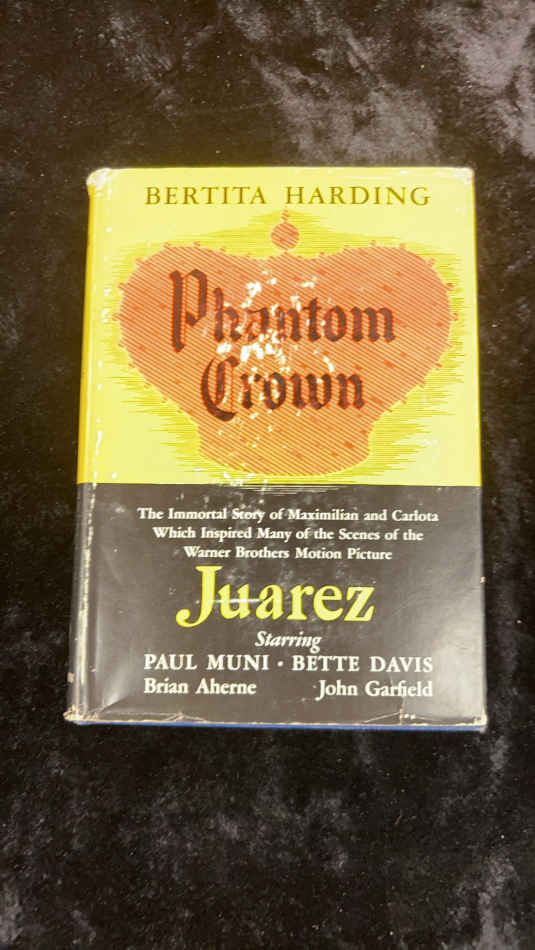 BERTITA HARDING
Phantom
Crown
The Immortal Story of Maximilian and Carlota
Which Inspired Many of the Scenes of the
Warner Brothers Motion Picture
Juarez
Starring
PAUL MUNI · BETTE DAVIS
Brian Aherne John Garfield